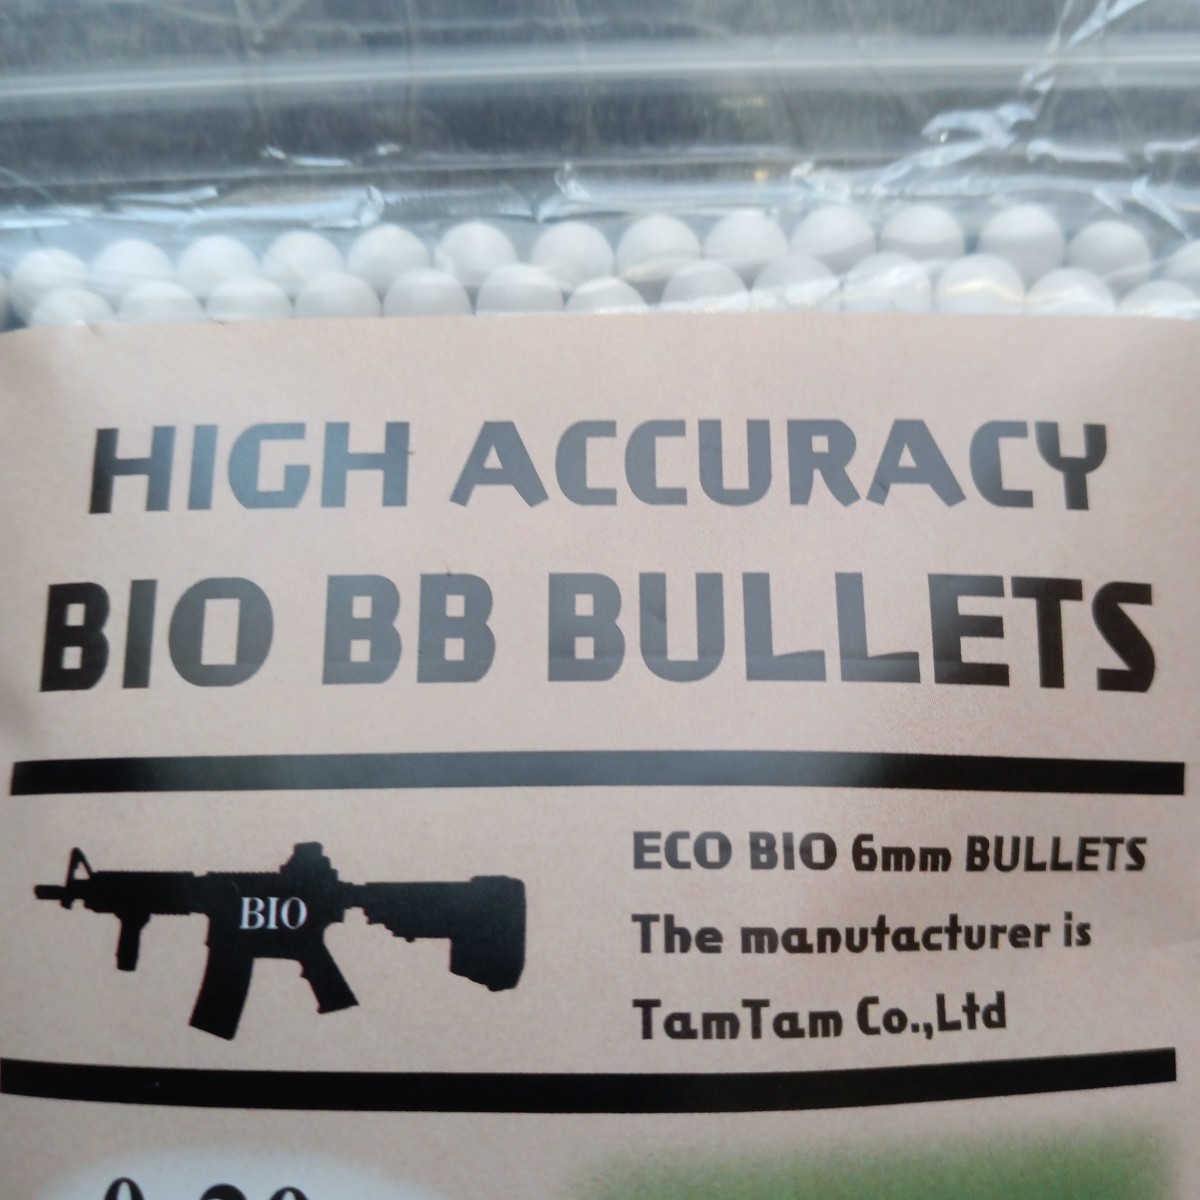 HIGH ACCURACY
BIO BB BULLETS
BIO
ECO BIO 6mm BULLETS
The manufacturer is
TamTam Co.,Ltd